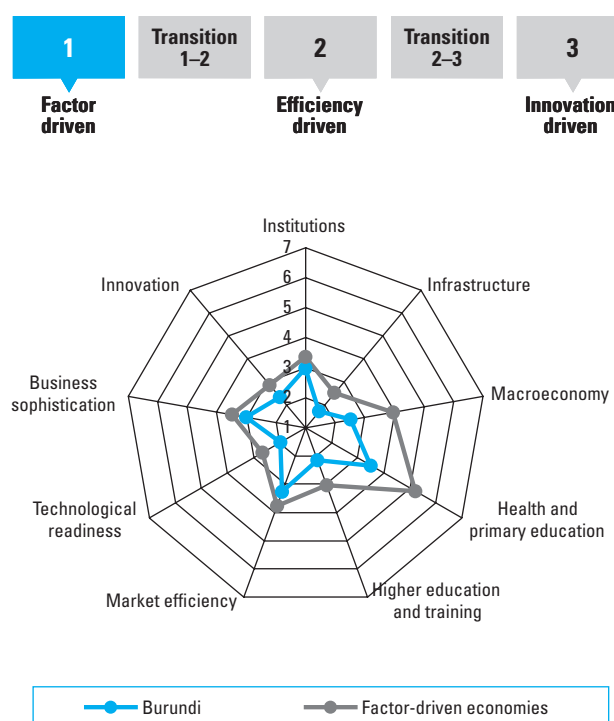 1
Transition
1–2
2
Transition
2–3
3
Factor
driven
Efficiency
driven
Innovation
driven
Institutions
7
6
5
4
3
2
1
Innovation
Infrastructure
Business
sophistication
Macroeconomy
Technological
readiness
Health and
primary education
Market efficiency
Higher education
and training
Burundi
Factor-driven economies